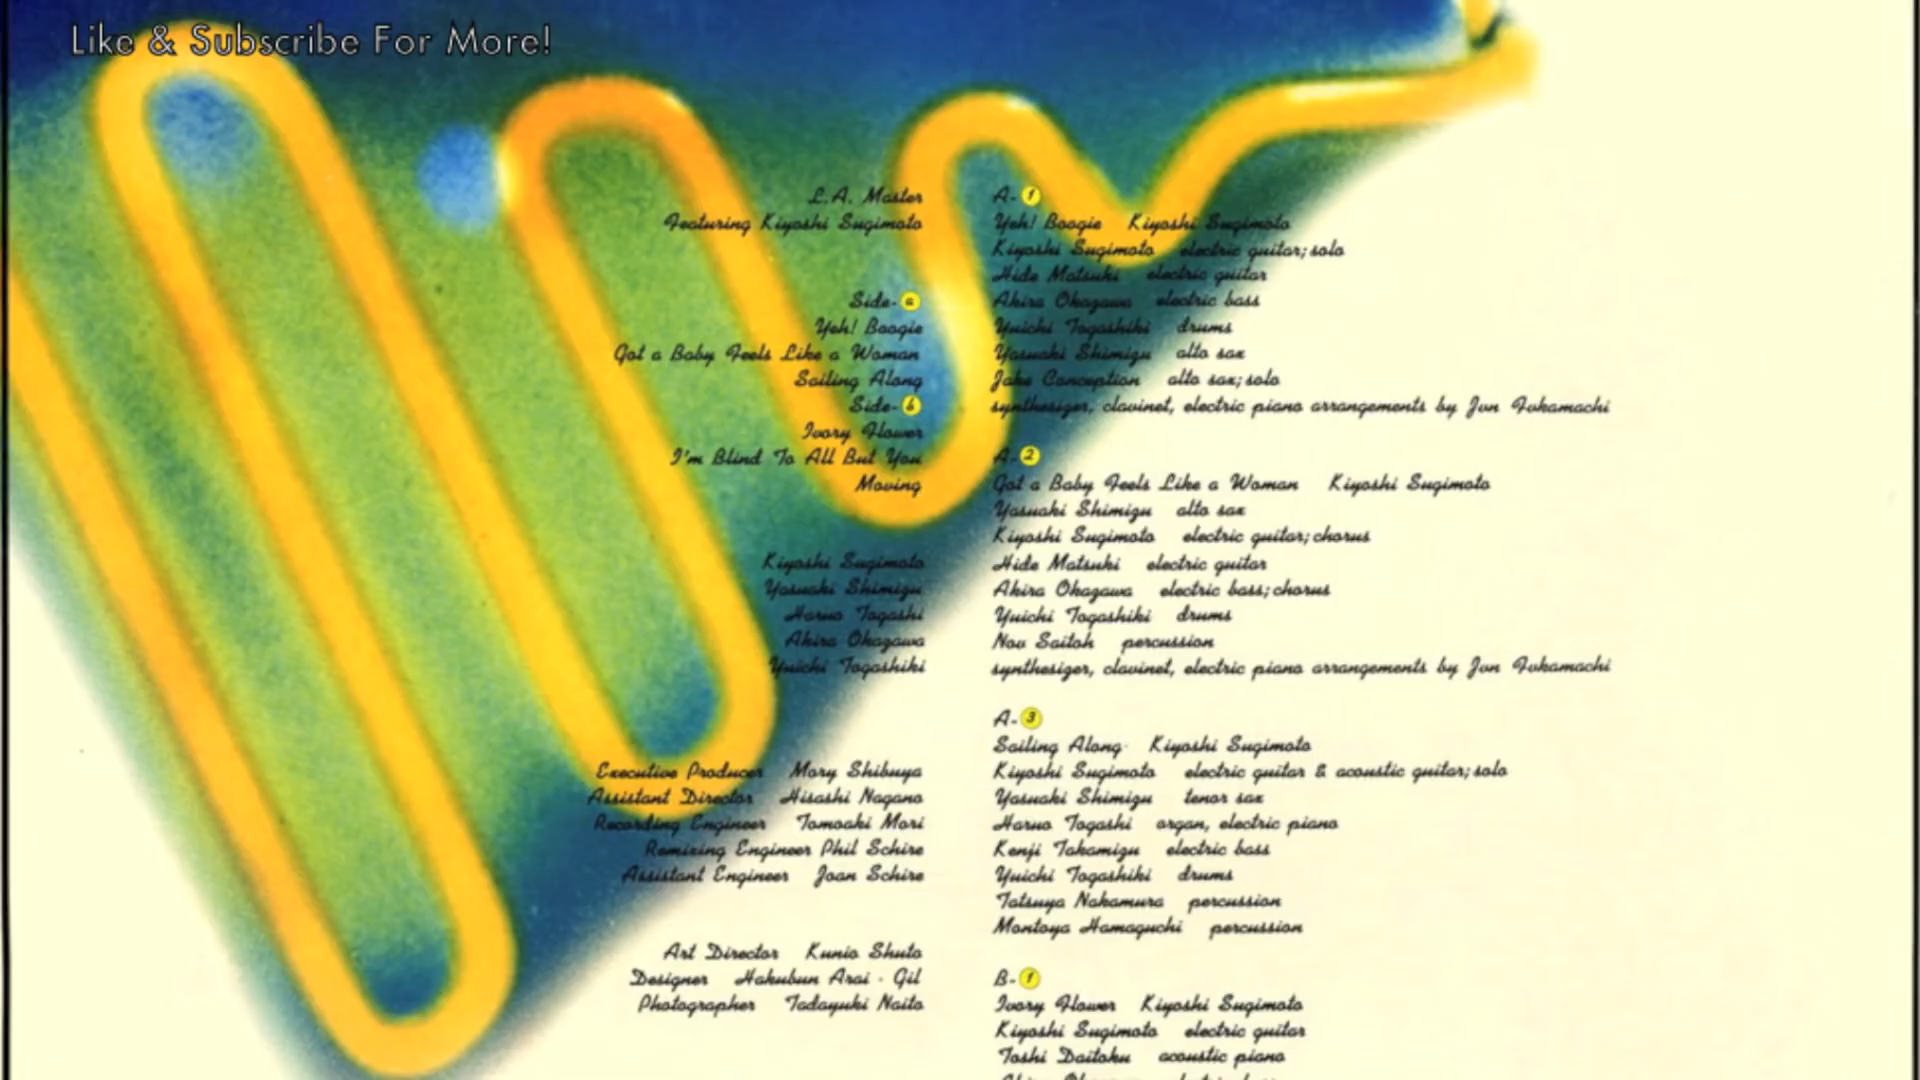 Like & Subscribe For More!
L.A. Master
Featuring Kiyoshi Sugimoto
Side-a
Yeh! Boogie
Got a Baby Feels Like a Woman
Sailing Along
Side-b
Ivory Flower
I'm Blind To All But You
Moving
Kiyoshi Sugimoto
Yasuaki Shimizu
Haruo Togashi
Akira Okazawa
Yuichi Togashiki
Executive Producer Mory Shibuya
Assistant Director Hisashi Nagano
Recording Engineer Tomoaki Mori
Remixing Engineer Phil Schire
Assistant Engineer Joan Schire
Art Director Kunio Shuto
Designer Hakubun Arai · Gil
Photographer Tadayuki Naito
A-1
Yeh! Boogie Kiyoshi Sugimoto
Kiyoshi Sugimoto electric guitar; solo
Hide Matsuki electric guitar
Akira Okazawa electric bass
Yuichi Togashiki drums
Yasuaki Shimizu alto sax
Jake Conception alto sax; solo
synthesizer, clavinet, electric piano arrangements by Jun Fukamachi
A-2
Got a Baby Feels Like a Woman Kiyoshi Sugimoto
Yasuaki Shimizu alto sax
Kiyoshi Sugimoto electric guitar; chorus
Hide Matsuki electric guitar
Akira Okazawa electric bass; chorus
Yuichi Togashiki drums
Nou Saitoh percussion
synthesizer, clavinet, electric piano arrangements by Jun Fukamachi
A-3
Sailing Along Kiyoshi Sugimoto
Kiyoshi Sugimoto electric guitar & acoustic guitar; solo
Yasuaki Shimizu tenor sax
Haruo Togashi organ, electric piano
Kenji Takamizu electric bass
Yuichi Togashiki drums
Tatsuya Nakamura percussion
Montoya Hamaguchi percussion
B-1
Ivory Flower Kiyoshi Sugimoto
Kiyoshi Sugimoto electric guitar
Toshi Daitoku acoustic piano